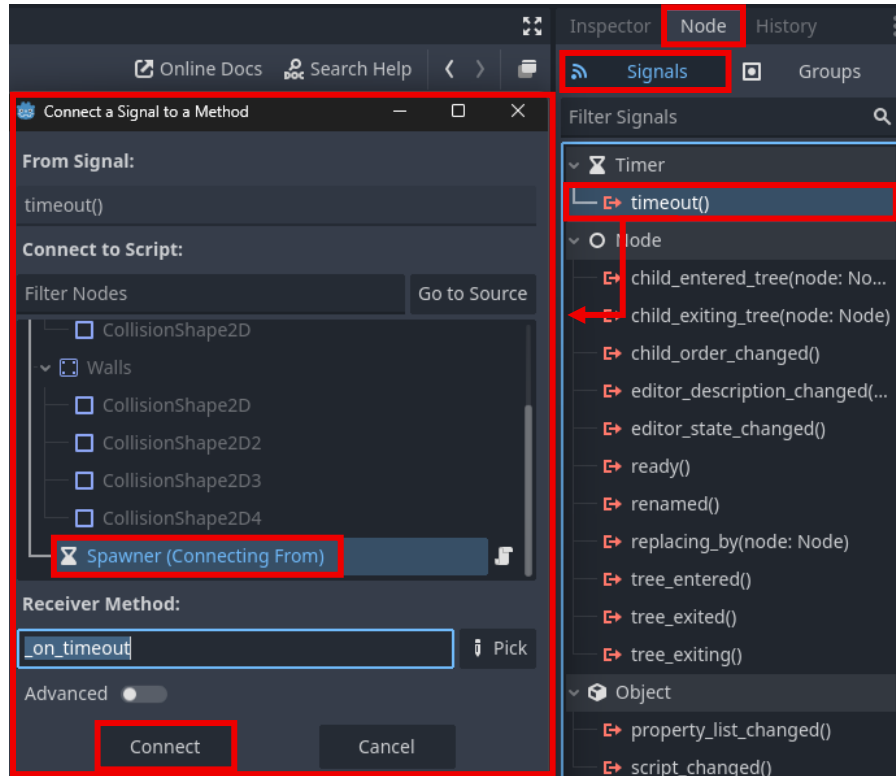 Inspector Node History
Online Docs Search Help
Signals Groups
Connect a Signal to a Method
From Signal:
timeout()
Connect to Script:
Filter Nodes Go to Source
CollisionShape2D
Walls
CollisionShape2D
CollisionShape2D2
CollisionShape2D3
CollisionShape2D4
Spawner (Connecting From)
Receiver Method:
_on_timeout Pick
Advanced
Connect Cancel
Filter Signals
Timer
timeout()
Node
child_entered_tree(node: No...
child_exiting_tree(node: Node)
child_order_changed()
editor_description_changed(...
editor_state_changed()
ready()
renamed()
replacing_by(node: Node)
tree_entered()
tree_exited()
tree_exiting()
Object
property_list_changed()
script_changed()